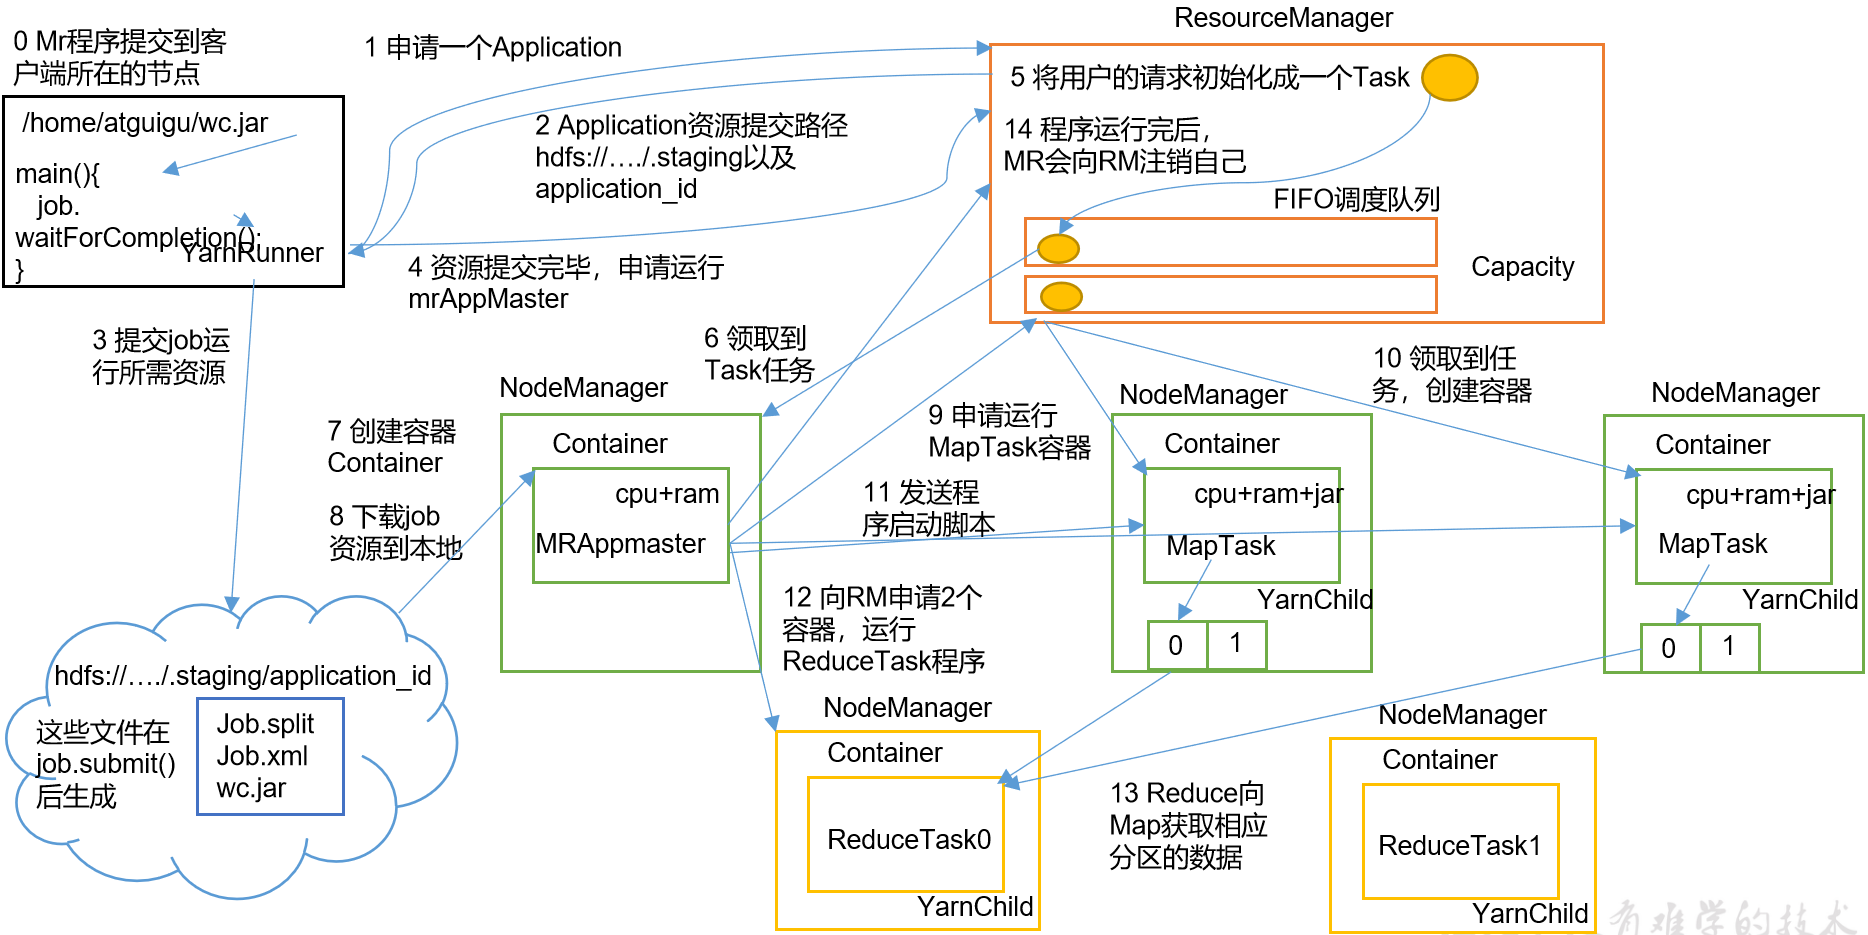 ResourceManager
0 Mr程序提交到客
户端所在的节点
1 申请一个Application
5 将用户的请求初始化成一个Task
/home/atguigu/wc.jar
main(){
job.
waitForCompletion();
}
YarnRunner
2 Application资源提交路径
hdfs://…./.staging以及
application_id
14 程序运行完后，
MR会向RM注销自己
FIFO调度队列
Capacity
4 资源提交完毕，申请运行
mrAppMaster
3 提交job运
行所需资源
6 领取到
Task任务
10 领取到任
务，创建容器
NodeManager
NodeManager
NodeManager
7 创建容器
Container
8 下载job
资源到本地
Container
cpu+ram
MRAppmaster
9 申请运行
MapTask容器
11 发送程
序启动脚本
Container
cpu+ram+jar
MapTask
YarnChild
0
1
Container
cpu+ram+jar
MapTask
YarnChild
0
1
12 向RM申请2个
容器，运行
ReduceTask程序
hdfs://…./.staging/application_id
这些文件在
job.submit()
后生成
Job.split
Job.xml
wc.jar
NodeManager
Container
ReduceTask0
YarnChild
13 Reduce向
Map获取相应
分区的数据
NodeManager
Container
ReduceTask1
YarnChild
有难学的技术